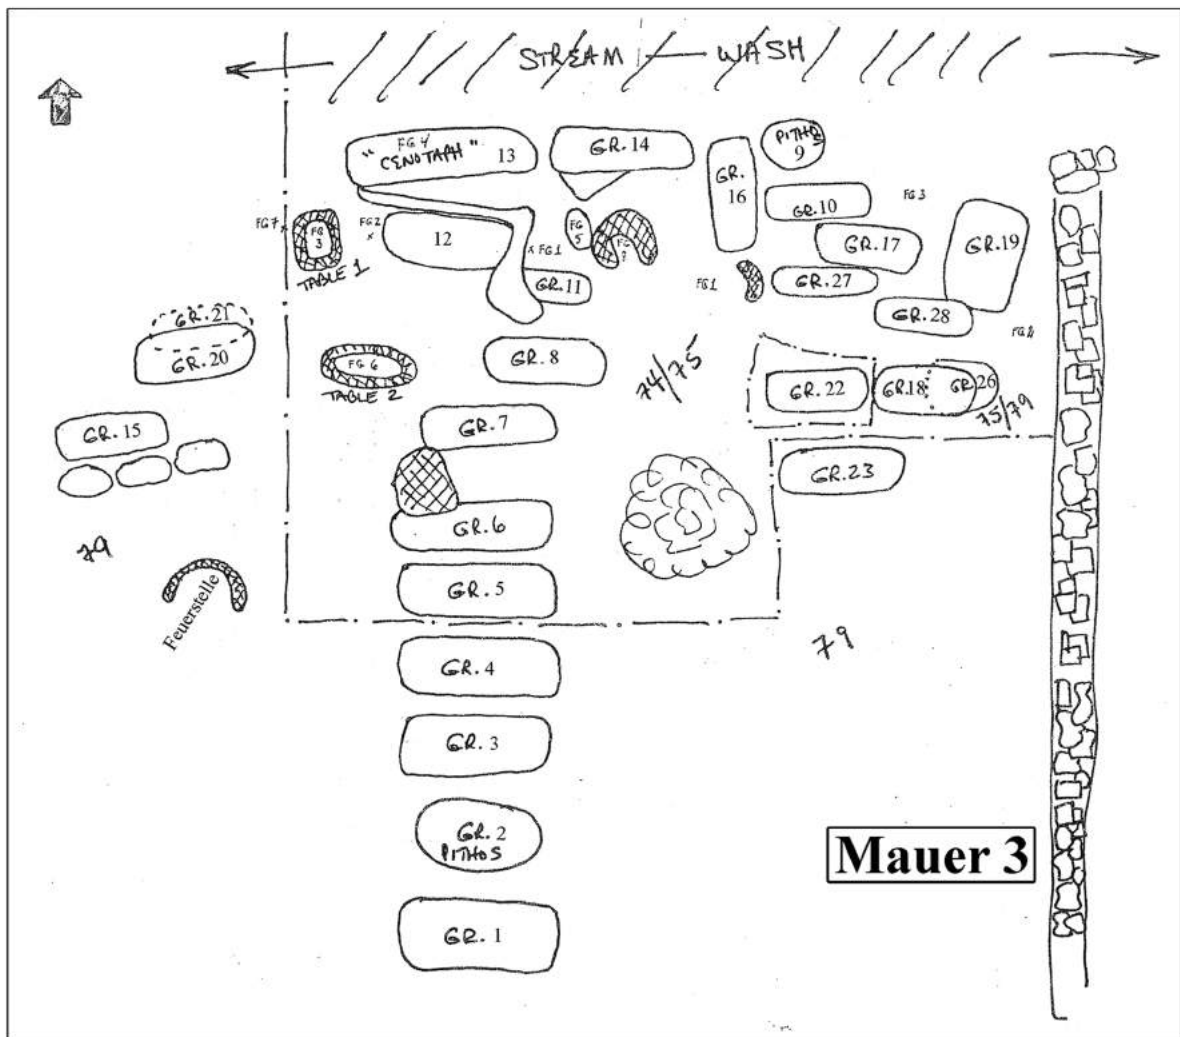 STREAM WASH
FG 4
"CENOTAPH" 13
GR. 14
GR. 16
PITHOS 9
GR. 10
FG 3
FG 7
FG 3
TABLE 1
FG 2
12
FG 1
FG 5
GR. 11
GR. 17
GR. 19
FG 1
GR. 27
GR. 28
GR. 21
GR. 20
FG 6
TABLE 2
GR. 8
74/75
GR. 22
GR. 18
GR. 26
75/79
GR. 15
GR. 7
GR. 23
79
GR. 6
Feuerstelle
GR. 5
GR. 4
79
GR. 3
GR. 2
PITHOS
Mauer 3
GR. 1